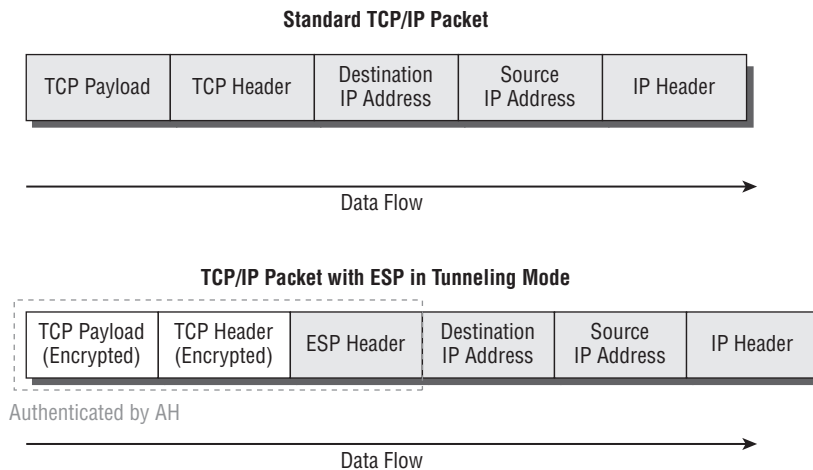 Standard TCP/IP Packet
TCP Payload
TCP Header
Destination
IP Address
Source
IP Address
IP Header
Data Flow
TCP/IP Packet with ESP in Tunneling Mode
TCP Payload
(Encrypted)
TCP Header
(Encrypted)
ESP Header
Destination
IP Address
Source
IP Address
IP Header
Authenticated by AH
Data Flow